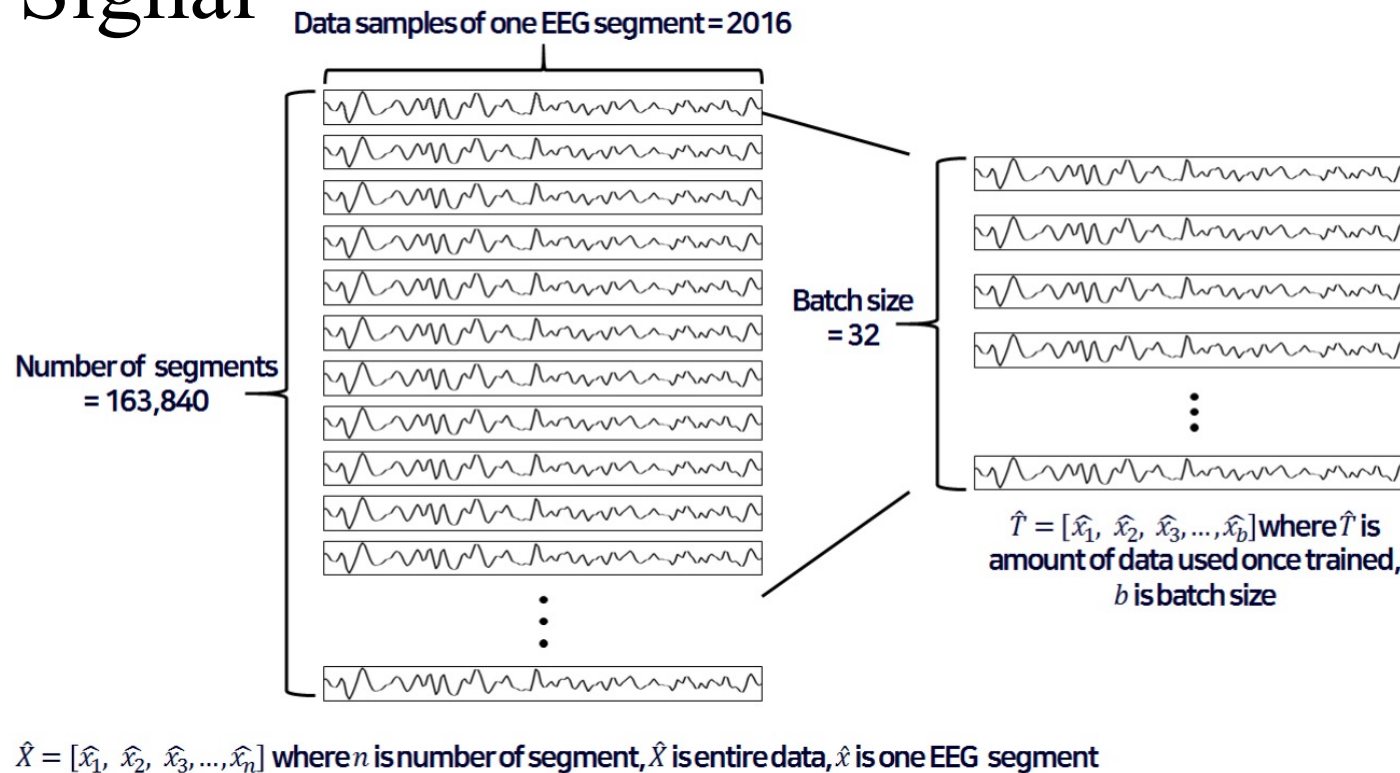 Signal
Data samples of one EEG segment = 2016
Number of segments
= 163,840
Batch size
= 32
T̂ = [x̂₁, x̂₂, x̂₃, ..., x̂_b] where T̂ is
amount of data used once trained,
b is batch size
X̂ = [x̂₁, x̂₂, x̂₃, ..., x̂ₙ] where n is number of segment, X̂ is entire data, x̂ is one EEG segment